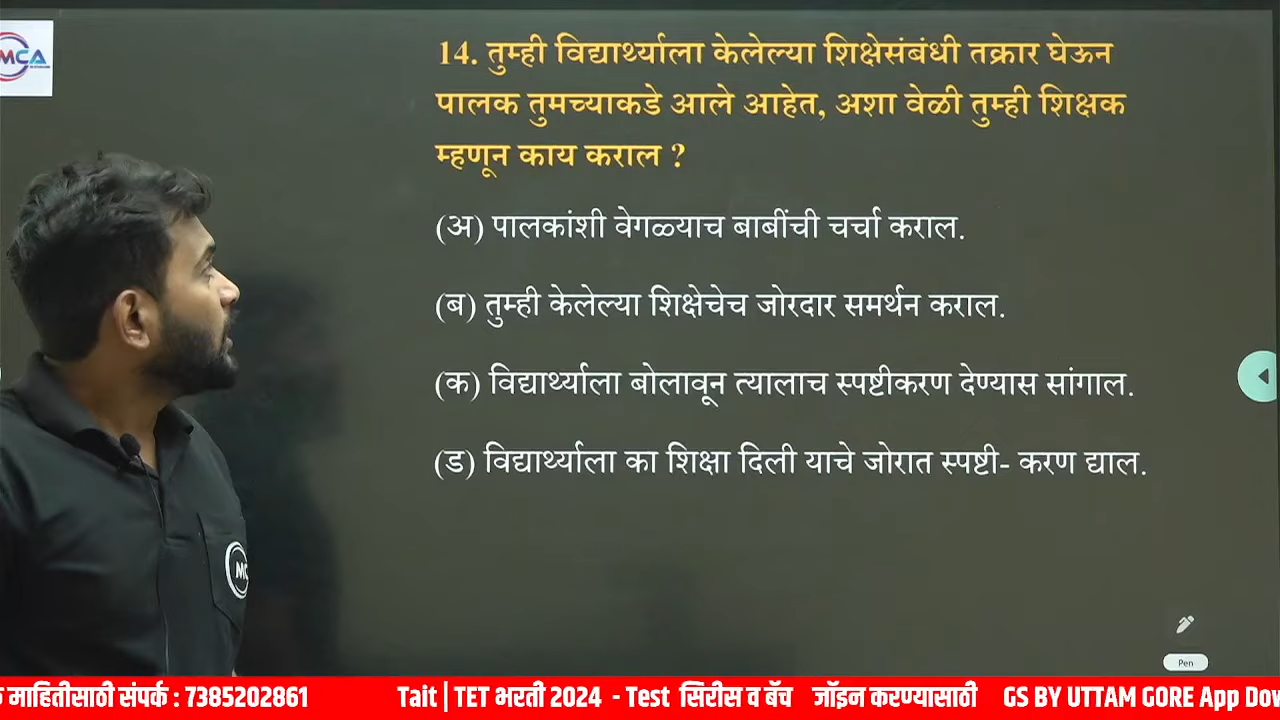 MCA
14. तुम्ही विद्यार्थ्याला केलेल्या शिक्षेसंबंधी तक्रार घेऊन
पालक तुमच्याकडे आले आहेत, अशा वेळी तुम्ही शिक्षक
म्हणून काय कराल ?
(अ) पालकांशी वेगळ्याच बाबींची चर्चा कराल.
(ब) तुम्ही केलेल्या शिक्षेचेच जोरदार समर्थन कराल.
(क) विद्यार्थ्याला बोलावून त्यालाच स्पष्टीकरण देण्यास सांगाल.
(ड) विद्यार्थ्याला का शिक्षा दिली याचे जोरात स्पष्टी- करण द्याल.
MC
Pen
माहितीसाठी संपर्क : 7385202861 Tait | TET भरती 2024 - Test सिरीस व बॅच जॉइन करण्यासाठी GS BY UTTAM GORE App Dow